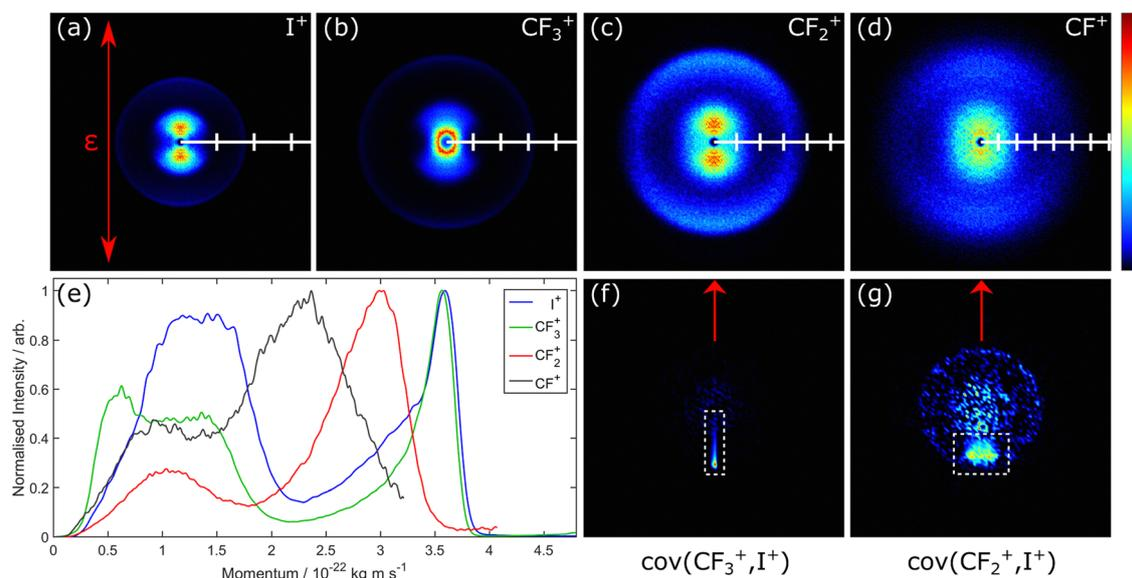 (a) I⁺
ε
(b) CF₃⁺
(c) CF₂⁺
(d) CF⁺
(e)
I⁺
CF₃⁺
CF₂⁺
CF⁺
Normalised Intensity / arb.
1
0.8
0.6
0.4
0.2
0
0 0.5 1 1.5 2 2.5 3 3.5 4 4.5
Momentum / 10⁻²² kg m s⁻¹
(f)
cov(CF₃⁺,I⁺)
(g)
cov(CF₂⁺,I⁺)